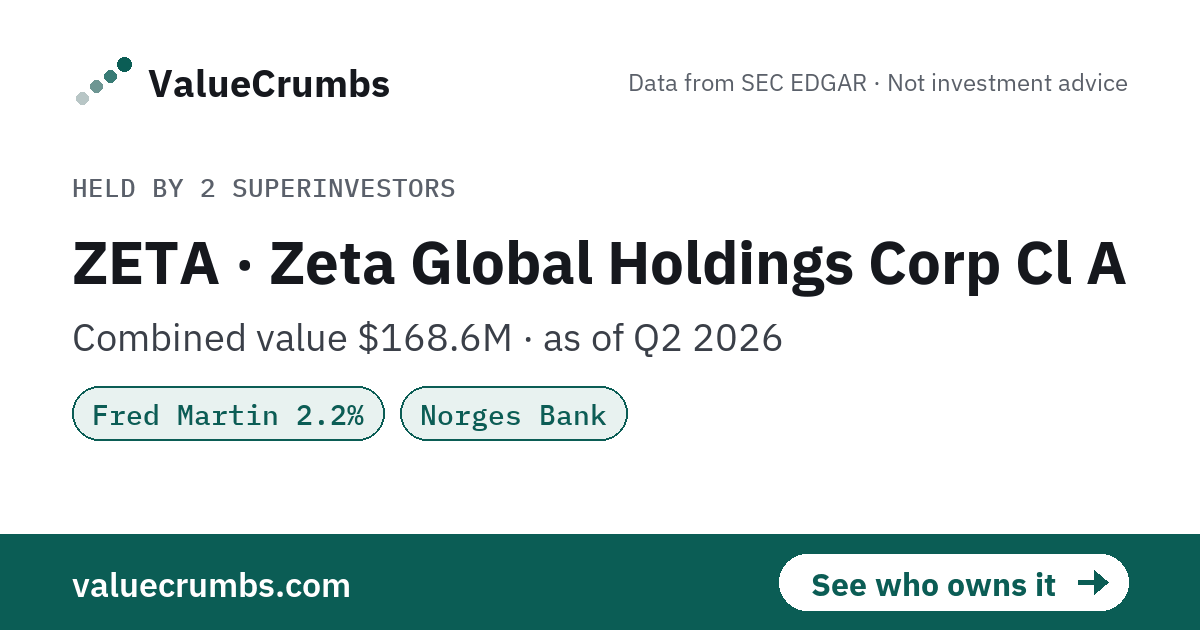 ValueCrumbs
Data from SEC EDGAR · Not investment advice
HELD BY 2 SUPERINVESTORS
ZETA · Zeta Global Holdings Corp Cl A
Combined value $168.6M · as of Q2 2026
Fred Martin 2.2%
Norges Bank
valuecrumbs.com
See who owns it →